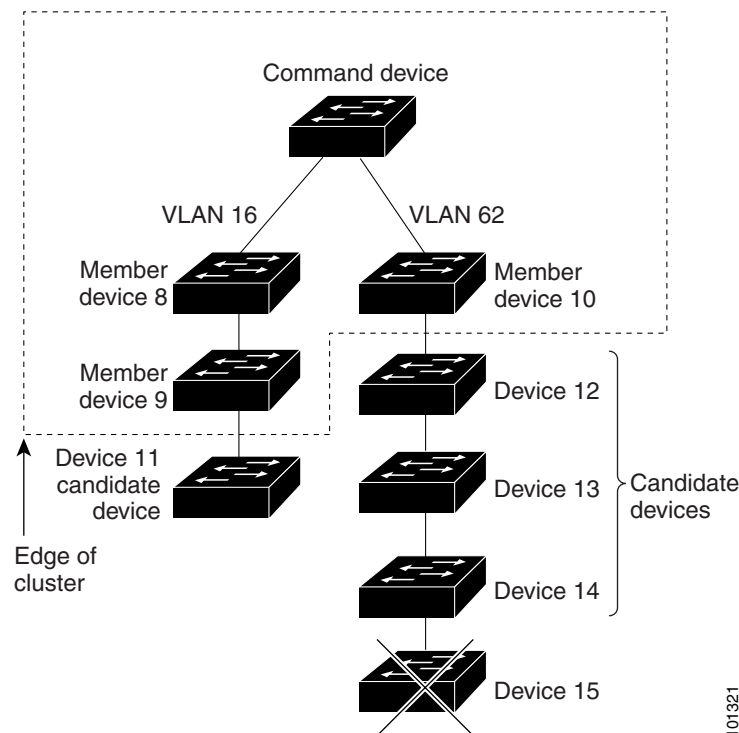 Command device
VLAN 16
VLAN 62
Member
device 8
Member
device 10
Member
device 9
Device 12
Device 11
candidate
device
Device 13
Candidate
devices
Edge of
cluster
Device 14
Device 15
101321